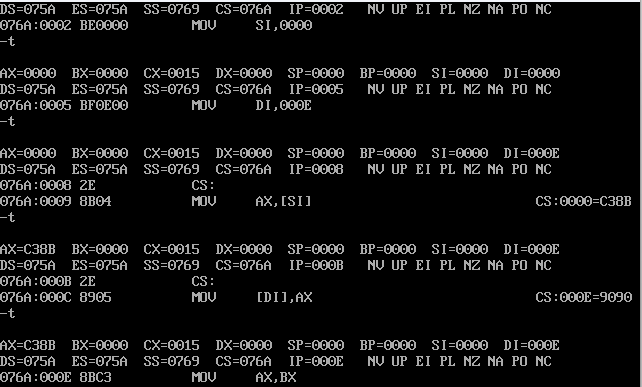 DS=075A  ES=075A  SS=0769  CS=076A  IP=0002   NV UP EI PL NZ NA PO NC
076A:0002 BE0000        MOV     SI,0000
-t
AX=0000  BX=0000  CX=0015  DX=0000  SP=0000  BP=0000  SI=0000  DI=0000
DS=075A  ES=075A  SS=0769  CS=076A  IP=0005   NV UP EI PL NZ NA PO NC
076A:0005 BF0E00        MOV     DI,000E
-t
AX=0000  BX=0000  CX=0015  DX=0000  SP=0000  BP=0000  SI=0000  DI=000E
DS=075A  ES=075A  SS=0769  CS=076A  IP=0008   NV UP EI PL NZ NA PO NC
076A:0008 2E            CS:
076A:0009 8B04          MOV     AX,[SI]                            CS:0000=C38B
-t
AX=C38B  BX=0000  CX=0015  DX=0000  SP=0000  BP=0000  SI=0000  DI=000E
DS=075A  ES=075A  SS=0769  CS=076A  IP=000B   NV UP EI PL NZ NA PO NC
076A:000B 2E            CS:
076A:000C 8905          MOV     [DI],AX                            CS:000E=9090
-t
AX=C38B  BX=0000  CX=0015  DX=0000  SP=0000  BP=0000  SI=0000  DI=000E
DS=075A  ES=075A  SS=0769  CS=076A  IP=000E   NV UP EI PL NZ NA PO NC
076A:000E 8BC3          MOV     AX,BX